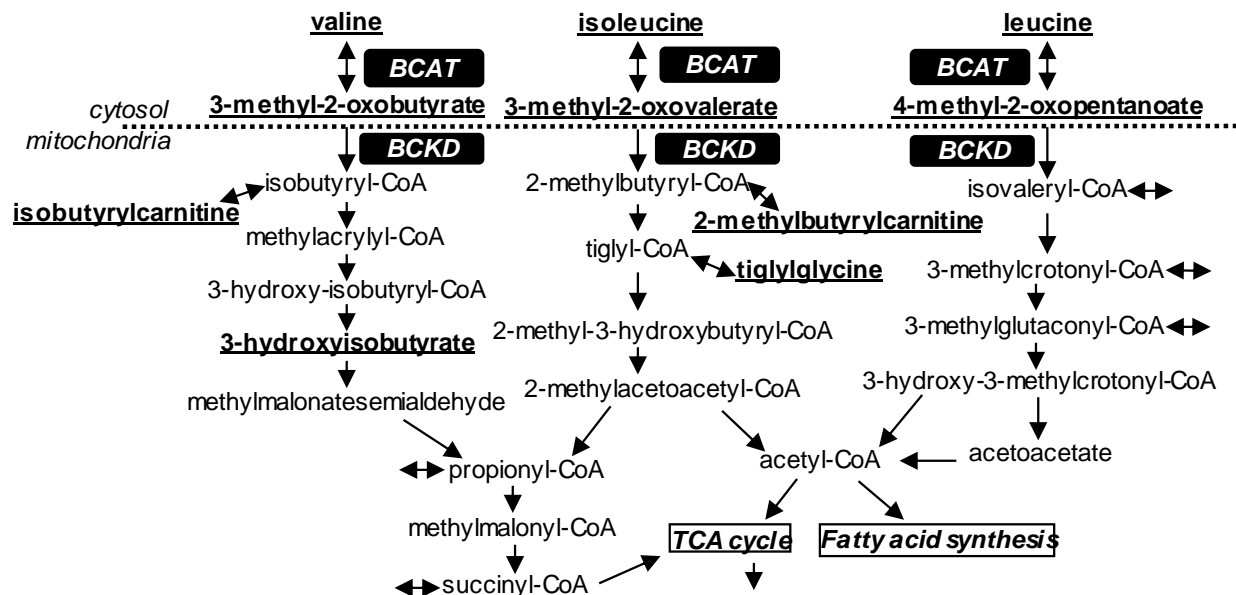 valine isoleucine leucine
BCAT BCAT BCAT
cytosol 3-methyl-2-oxobutyrate 3-methyl-2-oxovalerate 4-methyl-2-oxopentanoate
mitochondria BCKD BCKD BCKD
isobutyryl-CoA 2-methylbutyryl-CoA isovaleryl-CoA
isobutyrylcarnitine 2-methylbutyrylcarnitine
methylacrylyl-CoA tiglyl-CoA
tiglylglycine 3-methylcrotonyl-CoA
3-hydroxy-isobutyryl-CoA
3-hydroxyisobutyrate 2-methyl-3-hydroxybutyryl-CoA 3-methylglutaconyl-CoA
methylmalonatesemialdehyde 2-methylacetoacetyl-CoA 3-hydroxy-3-methylcrotonyl-CoA
propionyl-CoA acetyl-CoA acetoacetate
methylmalonyl-CoA TCA cycle Fatty acid synthesis
succinyl-CoA